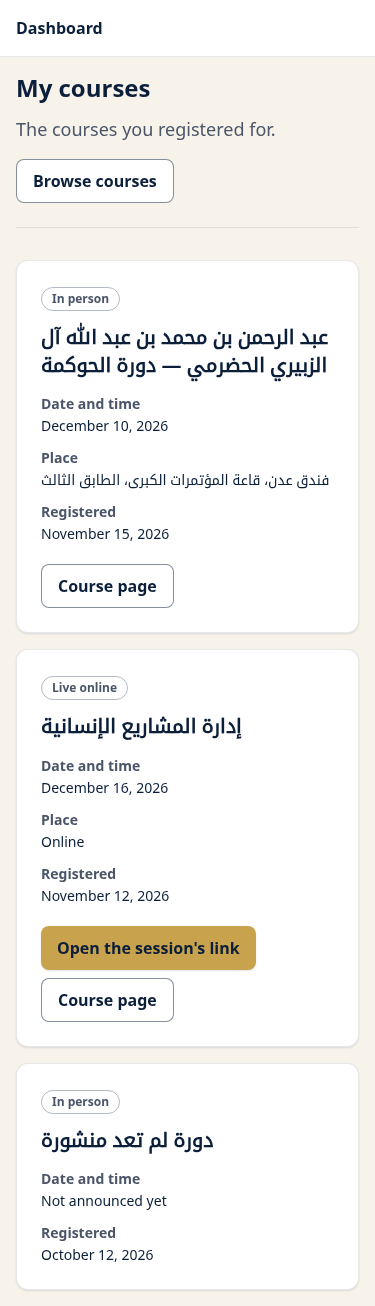 Dashboard
My courses
The courses you registered for.
Browse courses
In person
عبد الرحمن بن محمد بن عبد الله آل
الزبيري الحضرمي — دورة الحوكمة
Date and time
December 10, 2026
Place
فندق عدن، قاعة المؤتمرات الكبرى، الطابق الثالث
Registered
November 15, 2026
Course page
Live online
إدارة المشاريع الإنسانية
Date and time
December 16, 2026
Place
Online
Registered
November 12, 2026
Open the session's link
Course page
In person
دورة لم تعد منشورة
Date and time
Not announced yet
Registered
October 12, 2026